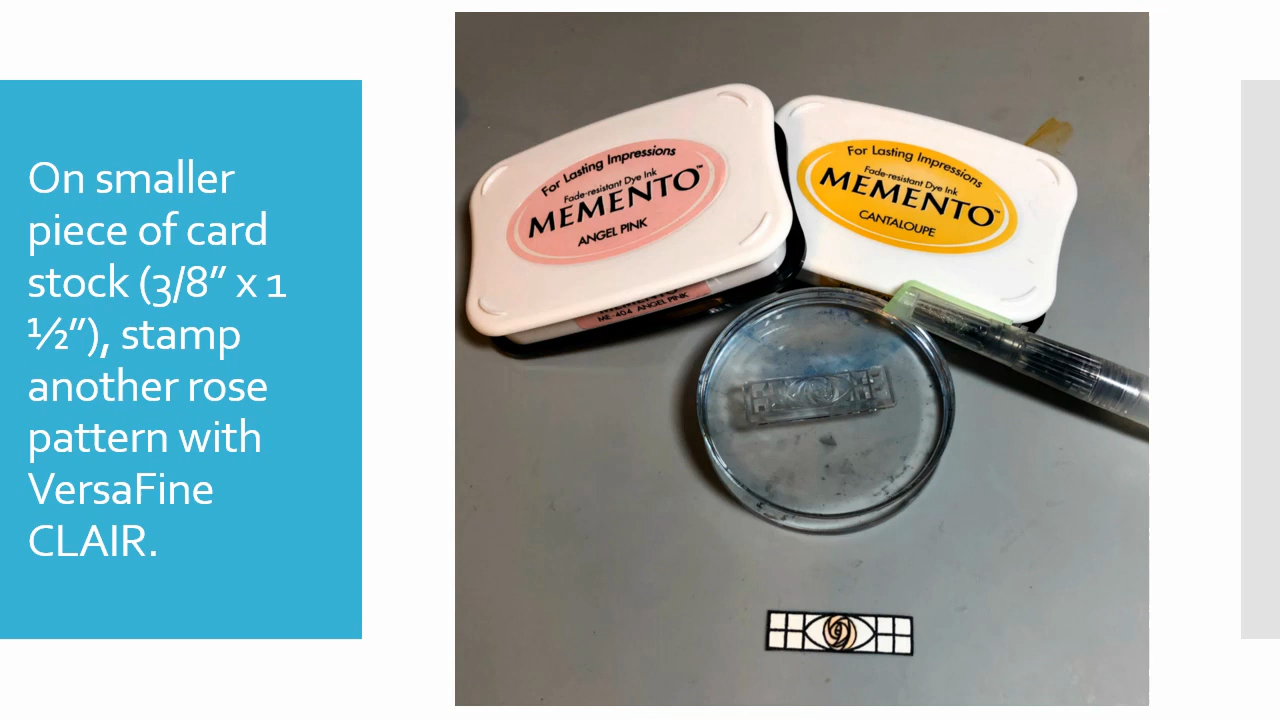 On smaller
piece of card
stock (3/8” x 1
½”), stamp
another rose
pattern with
VersaFine
CLAIR.
For Lasting Impressions
Fade-resistant Dye Ink
MEMENTO™
ANGEL PINK
MEMENTO
ME-404 ANGEL PINK
For Lasting Impressions
Fade-resistant Dye Ink
MEMENTO™
CANTALOUPE